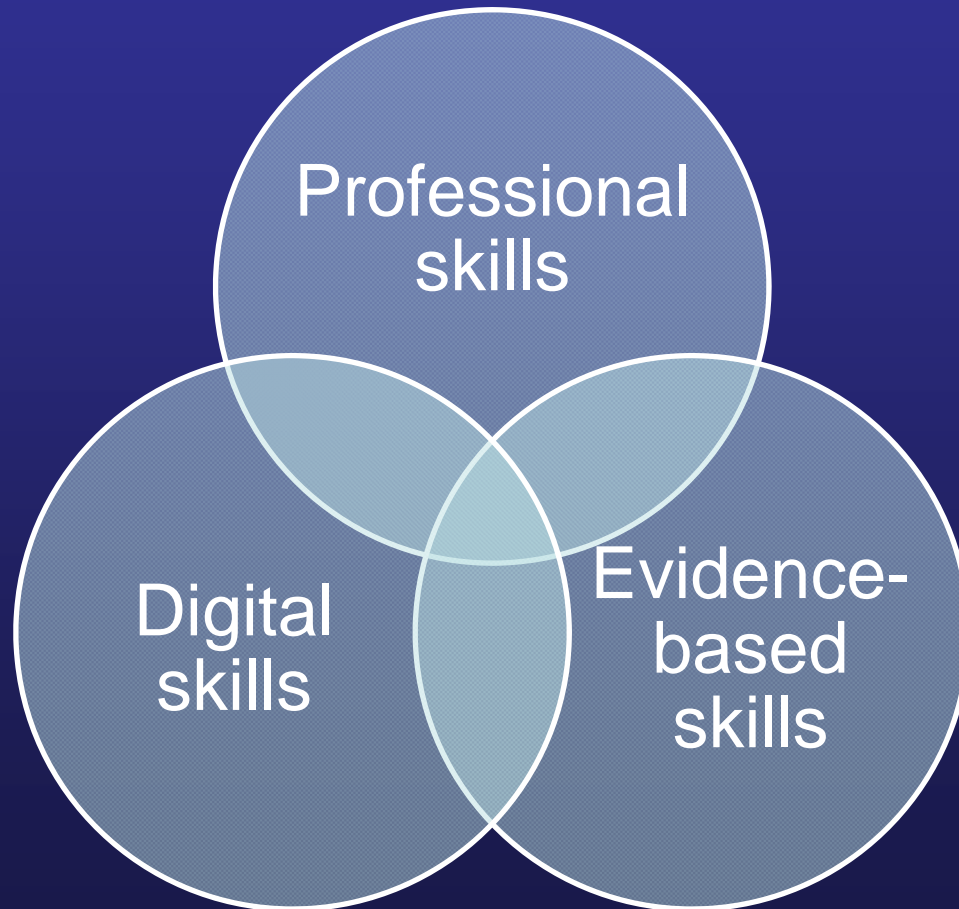 Professional
skills
Digital
skills
Evidence-
based
skills